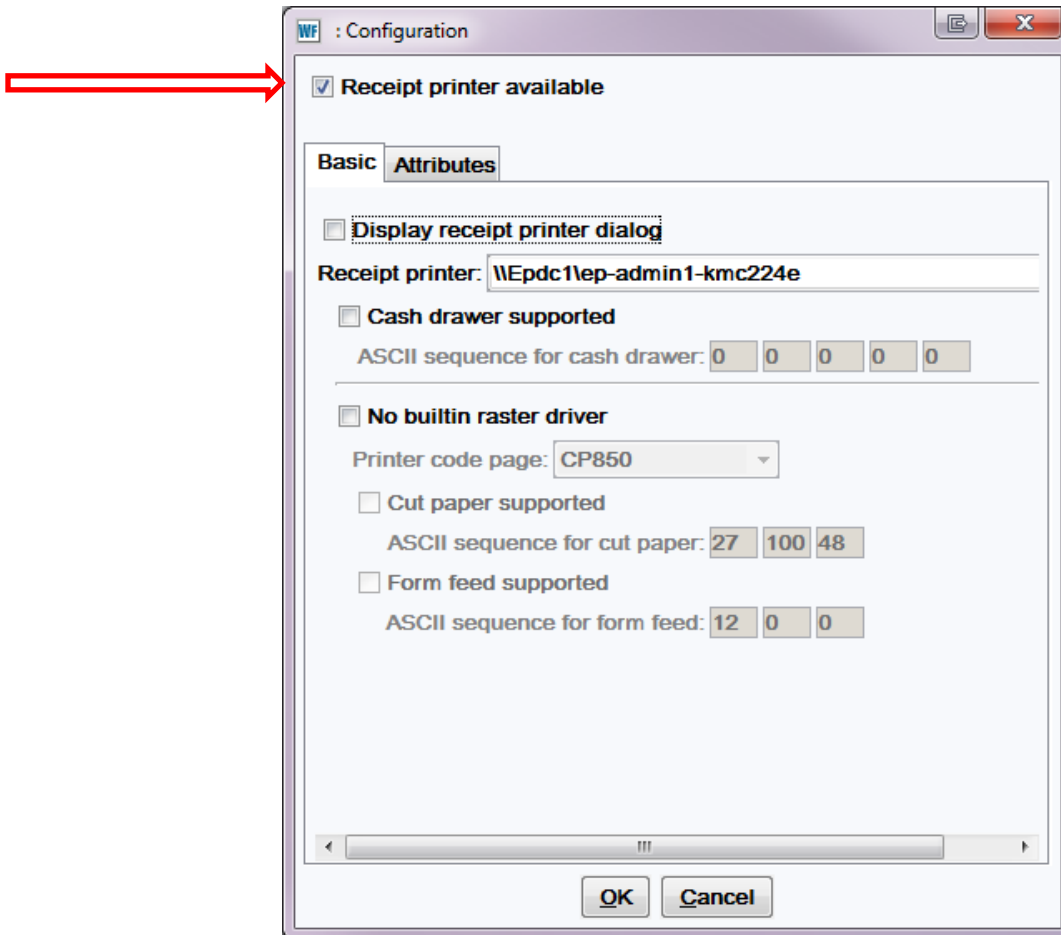 WF : Configuration
Receipt printer available
Basic Attributes
Display receipt printer dialog
Receipt printer: \\Epdc1\ep-admin1-kmc224e
Cash drawer supported
ASCII sequence for cash drawer: 0 0 0 0 0
No builtin raster driver
Printer code page: CP850
Cut paper supported
ASCII sequence for cut paper: 27 100 48
Form feed supported
ASCII sequence for form feed: 12 0 0
OK Cancel